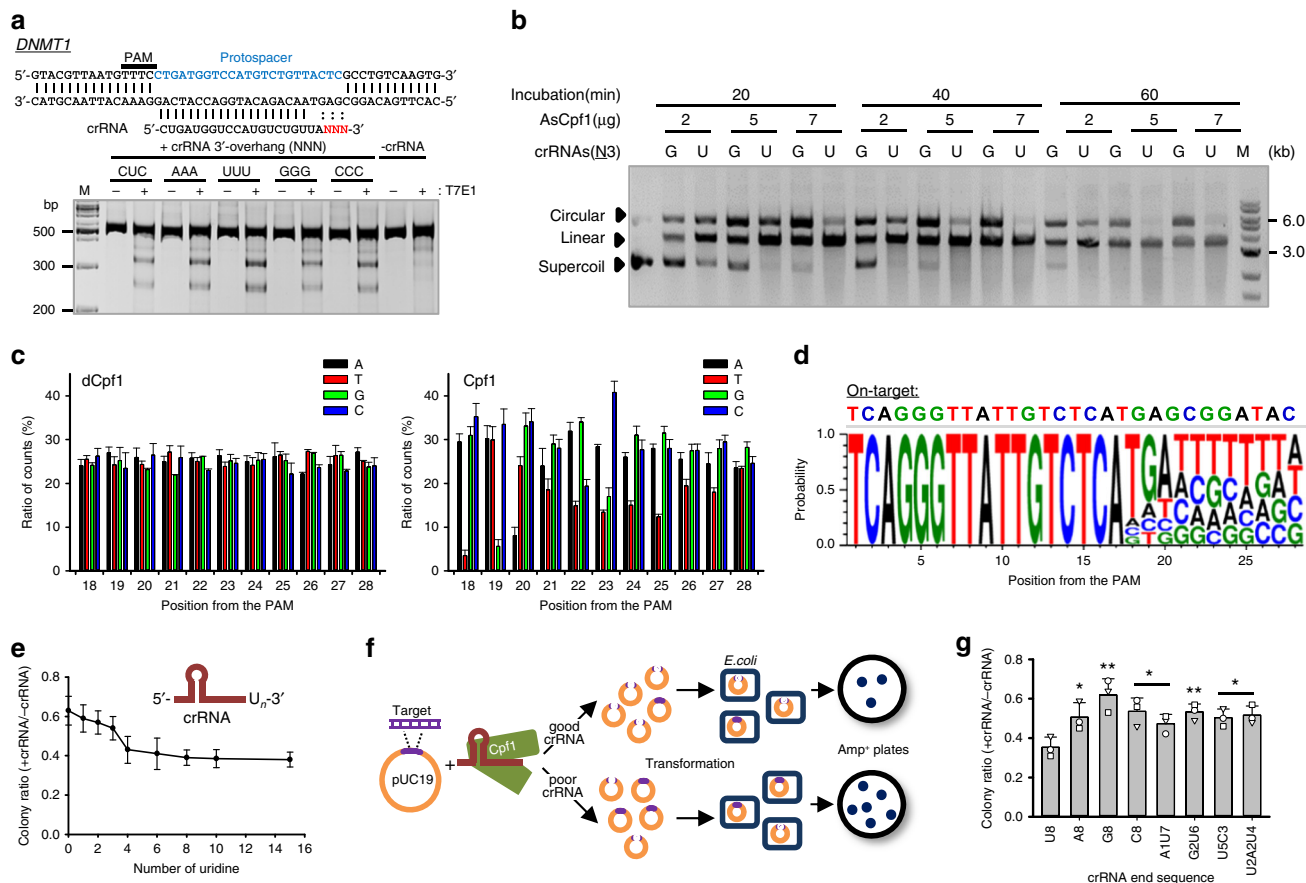 a
DNMT1
PAM
Protospacer
5′-GTACGTTAATGTTTCCTGATGGTCCATGTCTGTTACTCGCCTGTCAAGTG-3′
3′-CATGCAATTACAAAGGACTACCAGGTACAGACAATGAGCGGACAGTTCAC-5′
crRNA 5′-CUGAUGGUCCAUGUCUGUUANNN-3′
+ crRNA 3′-overhang (NNN) -crRNA
CUC AAA UUU GGG CCC
M – + – + – + – + – + – + : T7E1
bp
500
300
200
b
Incubation(min) 20 40 60
AsCpf1(µg) 2 5 7 2 5 7 2 5 7
crRNAs(N3) G U G U G U G U G U G U G U G U G U M (kb)
Circular
Linear
Supercoil
6.0
3.0
c
dCpf1
A
T
G
C
Ratio of counts (%)
40
30
20
10
0
18 19 20 21 22 23 24 25 26 27 28
Position from the PAM
Cpf1
A
T
G
C
Ratio of counts (%)
40
30
20
10
0
18 19 20 21 22 23 24 25 26 27 28
Position from the PAM
d
On-target:
TCAGGGTTATTGTCTCATGAGCGGATAC
Probability
1.0
0.5
0.0
TCAGGGTTATTGTCTCATGATTTTTTTA
ACGCAGAT
CAAACAGC
GGCGGCCG
5 10 15 20 25
Position from the PAM
e
Colony ratio (+crRNA/–crRNA)
0.8
0.6
0.4
0.2
0.0
5′- Un-3′
crRNA
0 2 4 6 8 10 12 14 16
Number of uridine
f
Target
pUC19
+
Cpf1
good
crRNA
poor
crRNA
Transformation
E.coli
Amp+ plates
g
Colony ratio (+crRNA/–crRNA)
0.8
0.6
0.4
0.2
0.0
* ** * ** *
U8 A8 G8 C8 A1U7 G2U6 U5C3 U2A2U4
crRNA end sequence